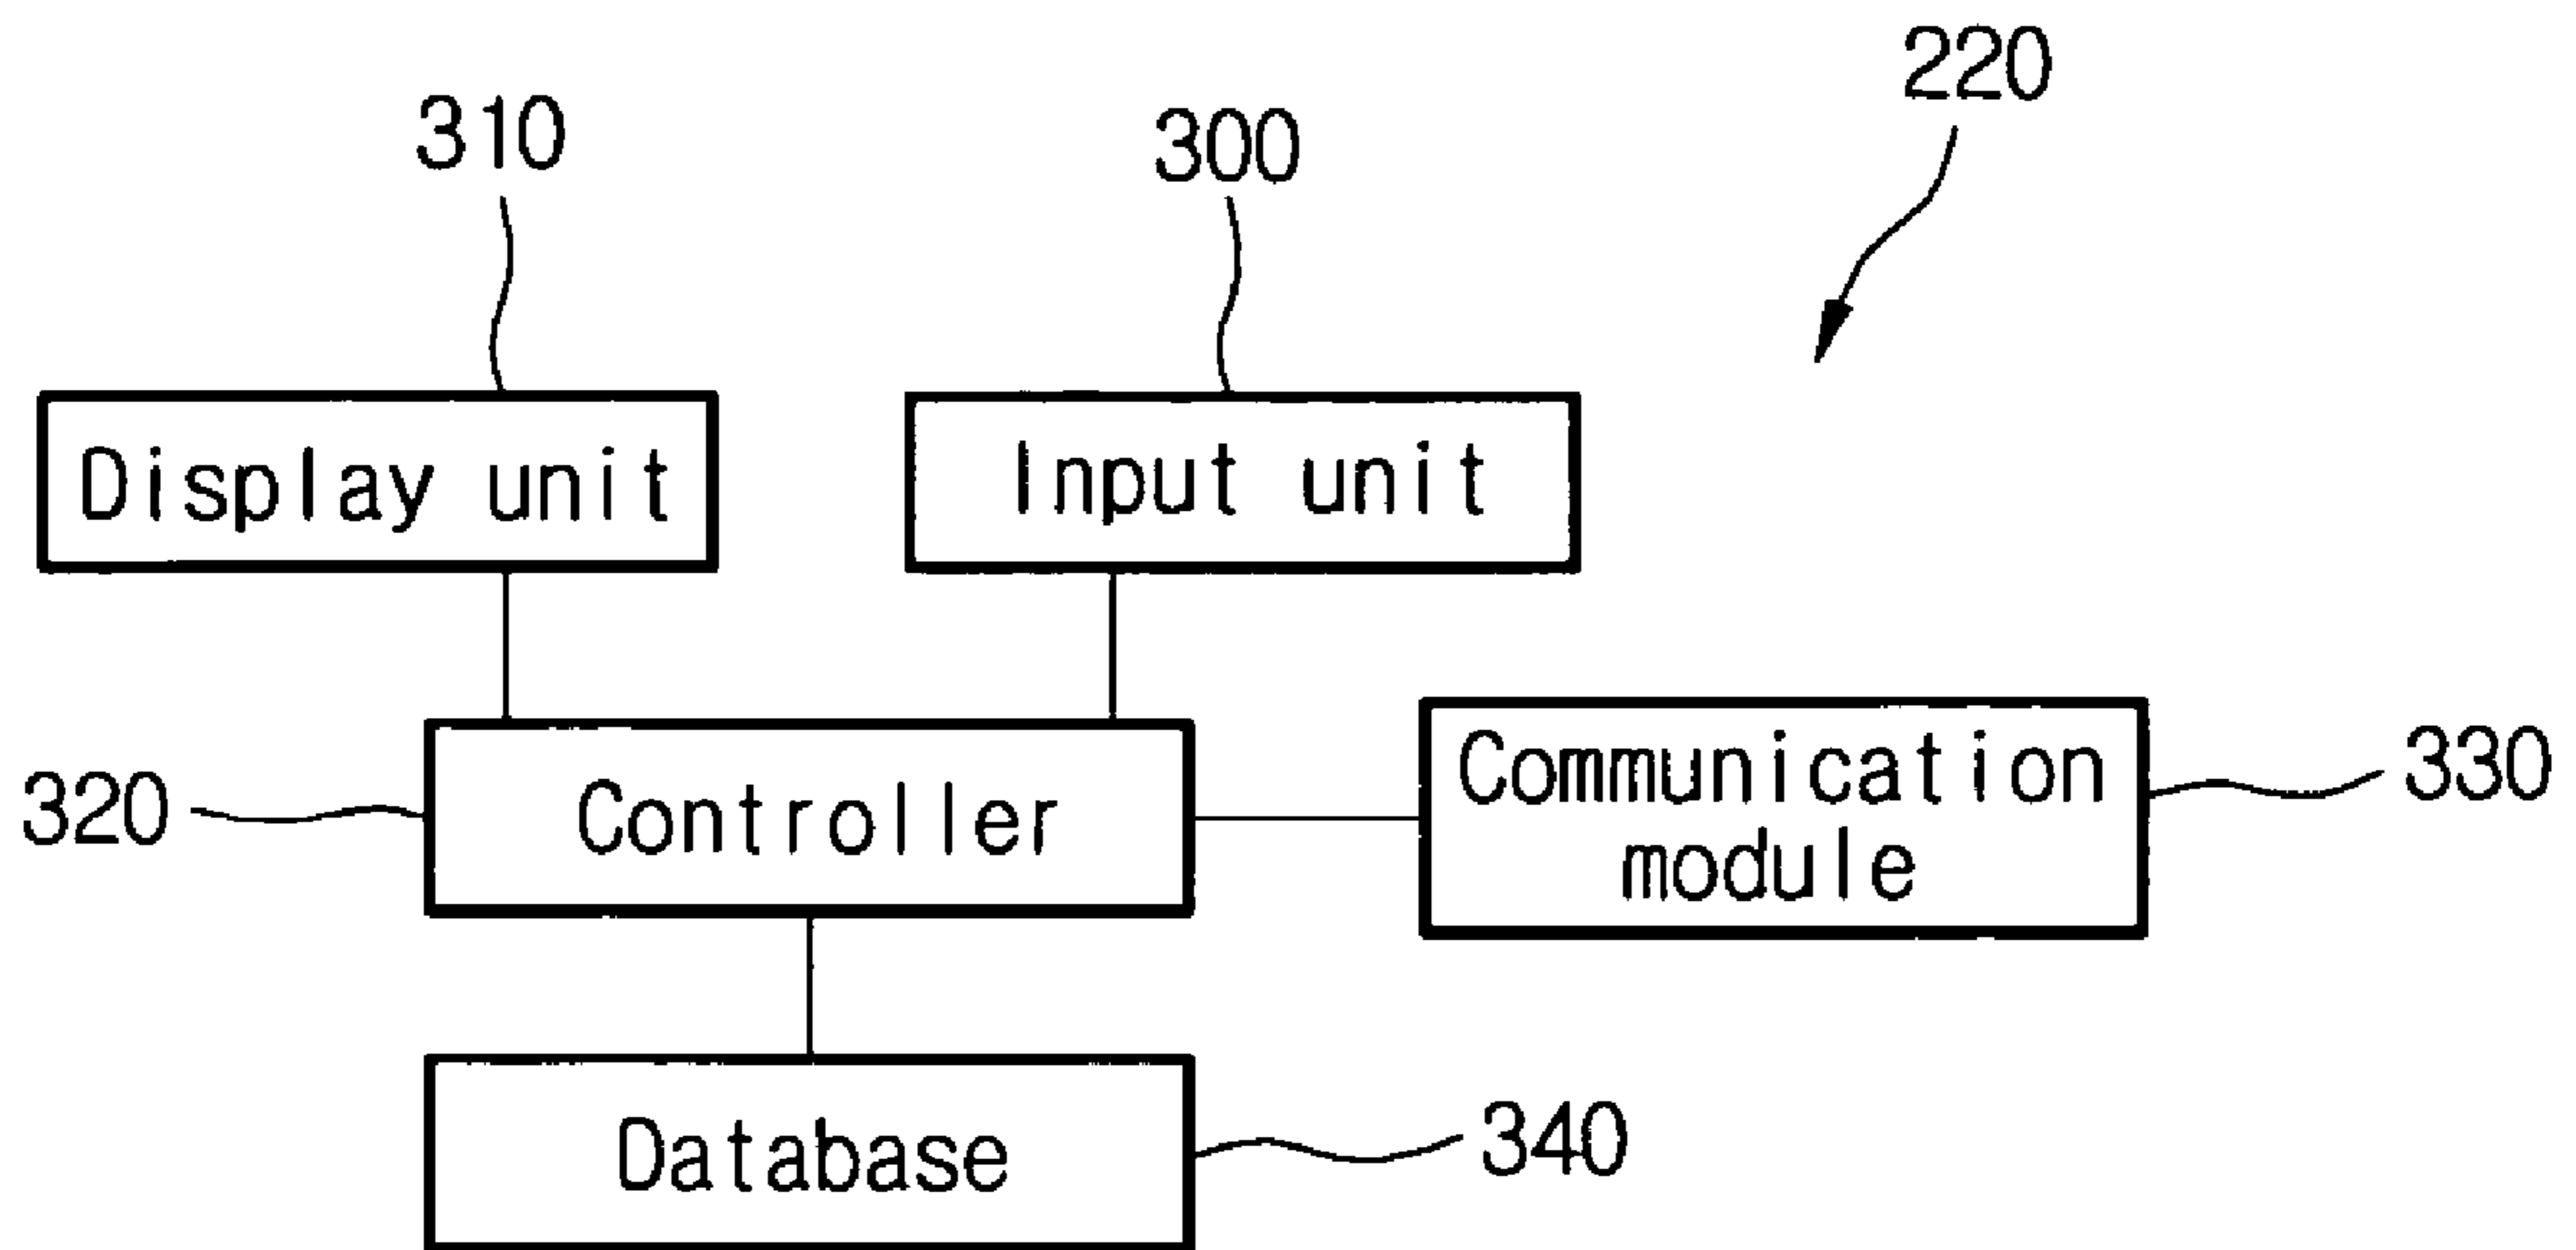 220
310
300
Display unit
Input unit
320
Controller
Communication
module
330
Database
340